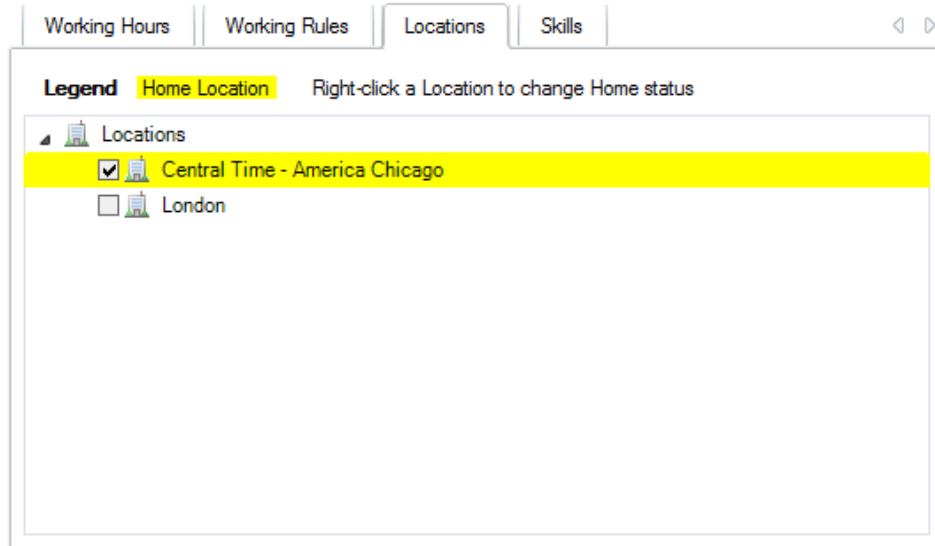 Working Hours Working Rules Locations Skills
Legend Home Location Right-click a Location to change Home status
Locations
Central Time - America Chicago
London